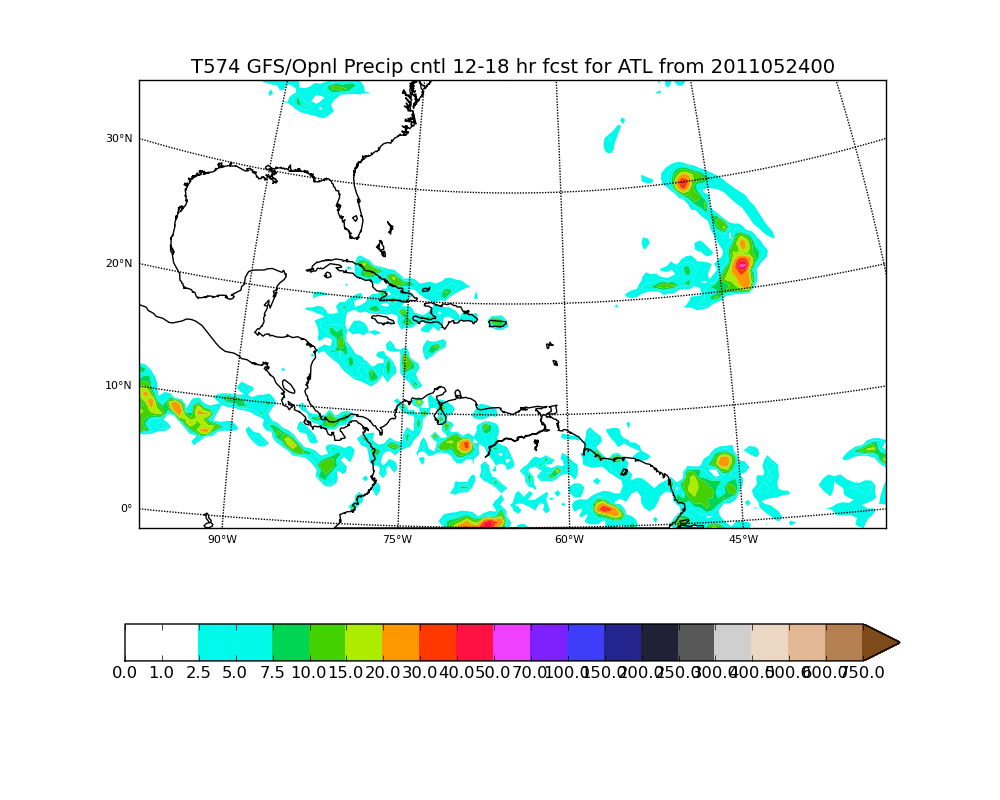 T574 GFS/Opnl Precip cntl 12-18 hr fcst for ATL from 2011052400
30°N
20°N
10°N
0°
90°W 75°W 60°W 45°W
0.0 1.0 2.5 5.0 7.5 10.0 15.0 20.0 30.0 40.0 50.0 70.0 100.0 150.0 200.0 250.0 300.0 400.0 500.0 600.0 750.0